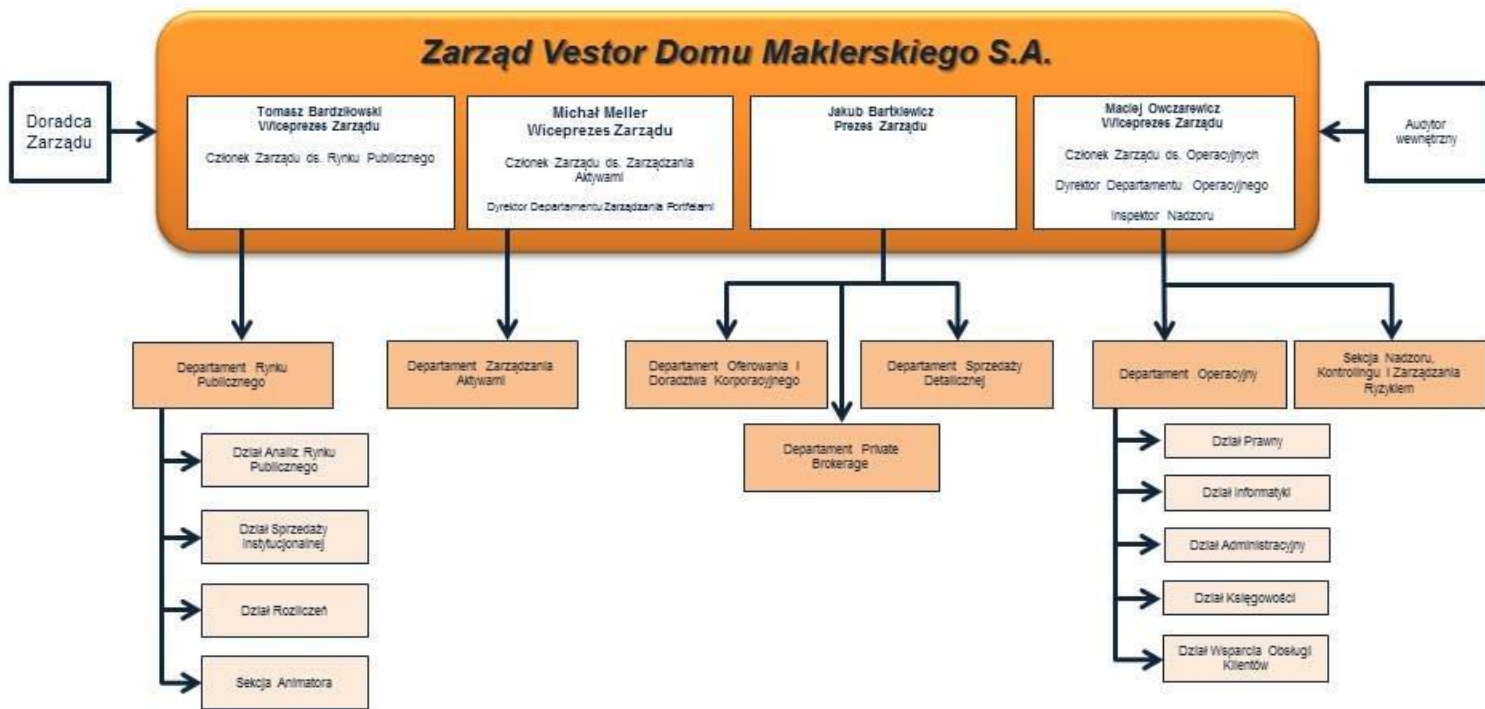 Zarząd Vestor Domu Maklerskiego S.A.
Doradca
Zarządu
Tomasz Bardziłowski
Wiceprezes Zarządu
Członek Zarządu ds. Rynku Publicznego
Michał Meller
Wiceprezes Zarządu
Członek Zarządu ds. Zarządzania
Aktywami
Dyrektor Departamentu Zarządzania Portfelami
Jakub Bartkiewicz
Prezes Zarządu
Maciej Owczarewicz
Wiceprezes Zarządu
Członek Zarządu ds. Operacyjnych
Dyrektor Departamentu Operacyjnego
Inspektor Nadzoru
Audytor
wewnętrzny
Departament Rynku
Publicznego
Departament Zarządzania
Aktywami
Departament Oferowania i
Doradztwa Korporacyjnego
Departament Sprzedaży
Detalicznej
Departament Operacyjny
Sekcja Nadzoru,
Kontrolingu i Zarządzania
Ryzykiem
Departament Private
Brokerage
Dział Analiz Rynku
Publicznego
Dział Sprzedaży
Instytucjonalnej
Dział Rozliczeń
Sekcja Animatora
Dział Prawny
Dział Informatyki
Dział Administracyjny
Dział Księgowości
Dział Wsparcia Obsługi
Klientów